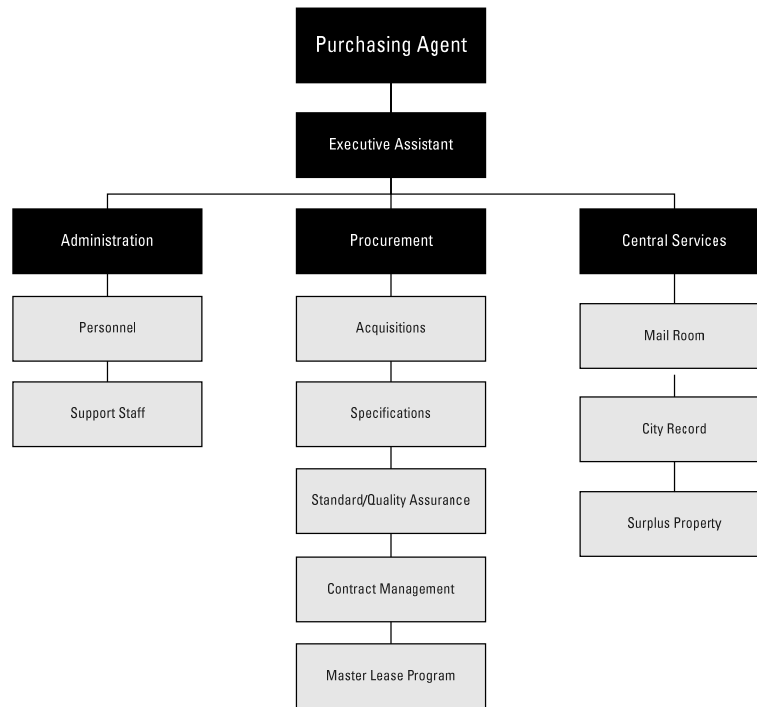 Purchasing Agent
Executive Assistant
Administration
Procurement
Central Services
Personnel
Acquisitions
Mail Room
Support Staff
Specifications
City Record
Standard/Quality Assurance
Surplus Property
Contract Management
Master Lease Program